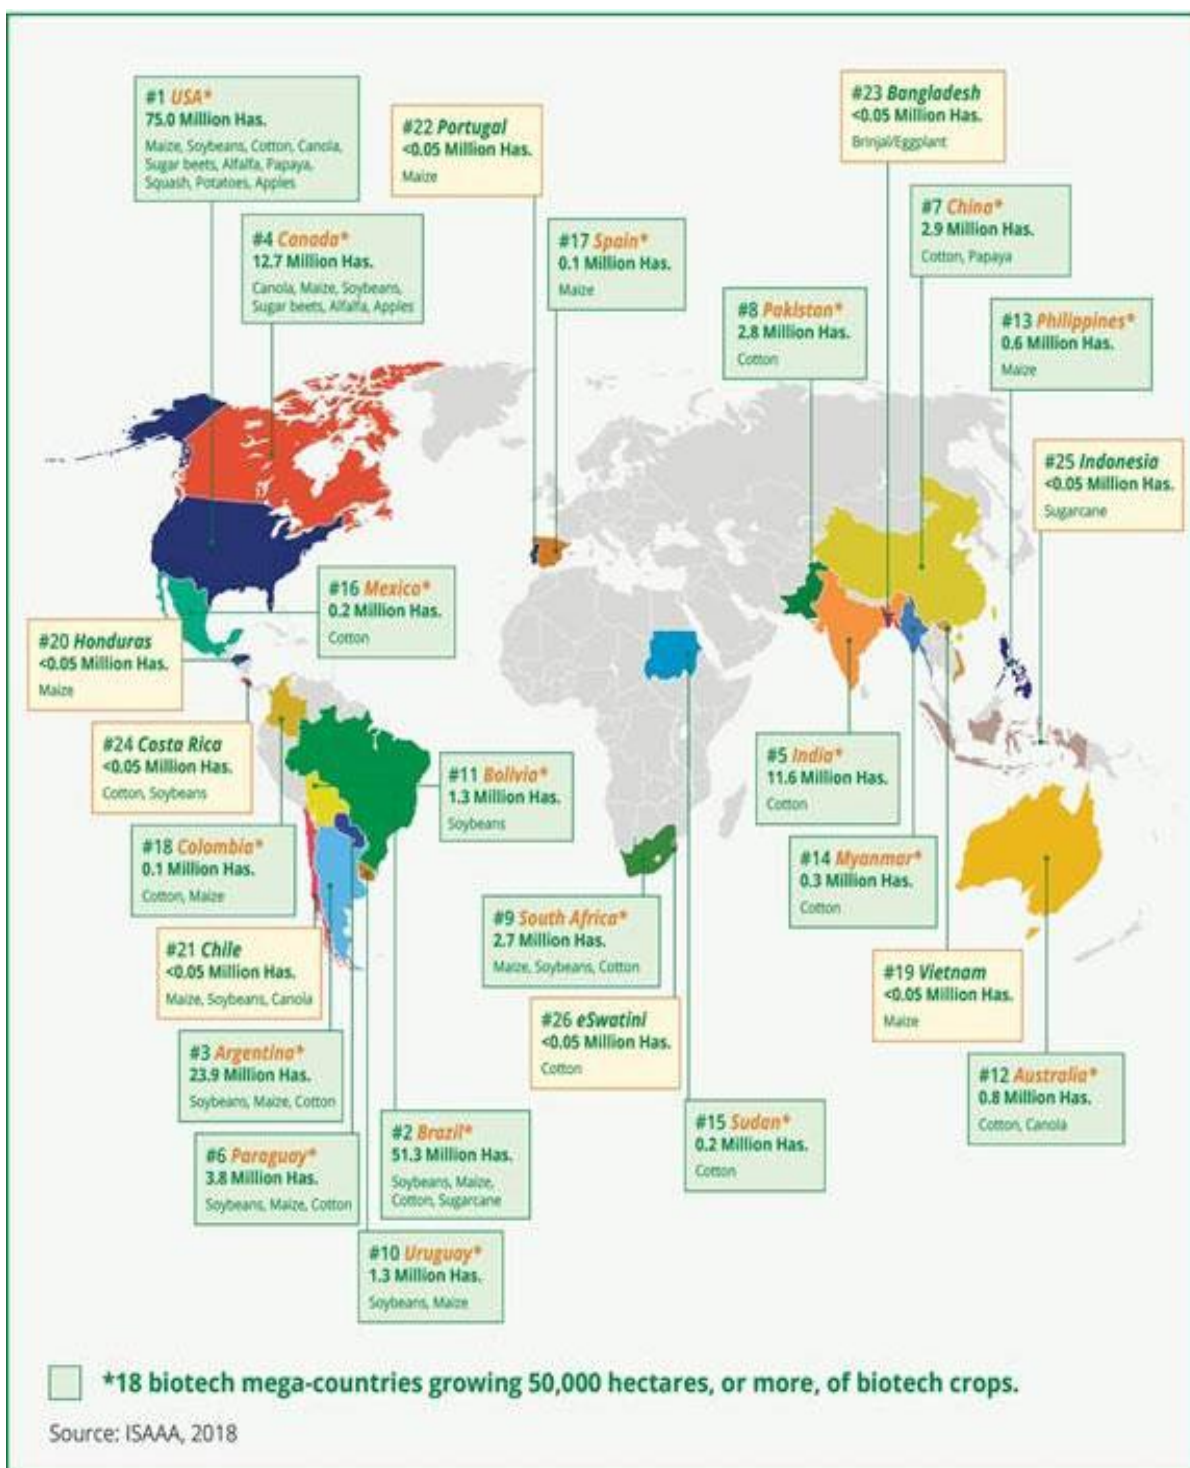 #1 USA*
75.0 Million Has.
Maize, Soybeans, Cotton, Canola,
Sugar beets, Alfalfa, Papaya,
Squash, Potatoes, Apples
#22 Portugal
<0.05 Million Has.
Maize
#23 Bangladesh
<0.05 Million Has.
Brinjal/Eggplant
#4 Canada*
12.7 Million Has.
Canola, Maize, Soybeans,
Sugar beets, Alfalfa, Apples
#17 Spain*
0.1 Million Has.
Maize
#7 China*
2.9 Million Has.
Cotton, Papaya
#8 Pakistan*
2.8 Million Has.
Cotton
#13 Philippines*
0.6 Million Has.
Maize
#25 Indonesia
<0.05 Million Has.
Sugarcane
#16 Mexico*
0.2 Million Has.
Cotton
#20 Honduras
<0.05 Million Has.
Maize
#24 Costa Rica
<0.05 Million Has.
Cotton, Soybeans
#11 Bolivia*
1.3 Million Has.
Soybeans
#5 India*
11.6 Million Has.
Cotton
#18 Colombia*
0.1 Million Has.
Cotton, Maize
#14 Myanmar*
0.3 Million Has.
Cotton
#9 South Africa*
2.7 Million Has.
Maize, Soybeans, Cotton
#21 Chile
<0.05 Million Has.
Maize, Soybeans, Canola
#19 Vietnam
<0.05 Million Has.
Maize
#26 eSwatini
<0.05 Million Has.
Cotton
#3 Argentina*
23.9 Million Has.
Soybeans, Maize, Cotton
#12 Australia*
0.8 Million Has.
Cotton, Canola
#2 Brazil*
51.3 Million Has.
Soybeans, Maize,
Cotton, Sugarcane
#15 Sudan*
0.2 Million Has.
Cotton
#6 Paraguay*
3.8 Million Has.
Soybeans, Maize, Cotton
#10 Uruguay*
1.3 Million Has.
Soybeans, Maize
*18 biotech mega-countries growing 50,000 hectares, or more, of biotech crops.
Source: ISAAA, 2018